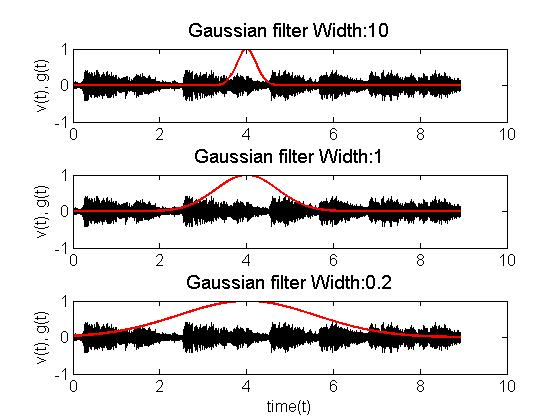 Gaussian filter Width:10
1
0
-1
v(t), g(t)
0 2 4 6 8 10
Gaussian filter Width:1
1
0
-1
v(t), g(t)
0 2 4 6 8 10
Gaussian filter Width:0.2
1
0
-1
v(t), g(t)
0 2 4 6 8 10
time(t)